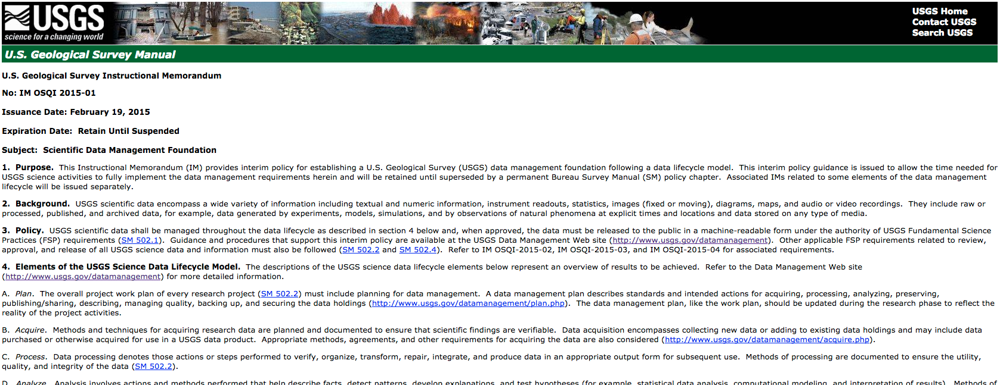 USGS
science for a changing world
USGS Home
Contact USGS
Search USGS
U.S. Geological Survey Manual
U.S. Geological Survey Instructional Memorandum
No: IM OSQI 2015-01
Issuance Date: February 19, 2015
Expiration Date:  Retain Until Suspended
Subject:  Scientific Data Management Foundation
1.  Purpose.  This Instructional Memorandum (IM) provides interim policy for establishing a U.S. Geological Survey (USGS) data management foundation following a data lifecycle model.  This interim policy guidance is issued to allow the time needed for
USGS science activities to fully implement the data management requirements herein and will be retained until superseded by a permanent Bureau Survey Manual (SM) policy chapter.  Associated IMs related to some elements of the data management
lifecycle will be issued separately.
2.  Background.  USGS scientific data encompass a wide variety of information including textual and numeric information, instrument readouts, statistics, images (fixed or moving), diagrams, maps, and audio or video recordings.  They include raw or
processed, published, and archived data, for example, data generated by experiments, models, simulations, and by observations of natural phenomena at explicit times and locations and data stored on any type of media.
3.  Policy.  USGS scientific data shall be managed throughout the data lifecycle as described in section 4 below and, when approved, the data must be released to the public in a machine-readable form under the authority of USGS Fundamental Science
Practices (FSP) requirements (SM 502.1).  Guidance and procedures that support this interim policy are available at the USGS Data Management Web site (http://www.usgs.gov/datamanagement).  Other applicable FSP requirements related to review,
approval, and release of all USGS science data and information must also be followed (SM 502.2 and SM 502.4).  Refer to IM OSQI-2015-02, IM OSQI-2015-03, and IM OSQI-2015-04 for associated requirements.
4.  Elements of the USGS Science Data Lifecycle Model.  The descriptions of the USGS science data lifecycle elements below represent an overview of results to be achieved.  Refer to the Data Management Web site
(http://www.usgs.gov/datamanagement) for more detailed information.
A.  Plan.  The overall project work plan of every research project (SM 502.2) must include planning for data management.  A data management plan describes standards and intended actions for acquiring, processing, analyzing, preserving,
publishing/sharing, describing, managing quality, backing up, and securing the data holdings (http://www.usgs.gov/datamanagement/plan.php).  The data management plan, like the work plan, should be updated during the research phase to reflect the
reality of the project activities.
B.  Acquire.  Methods and techniques for acquiring research data are planned and documented to ensure that scientific findings are verifiable.  Data acquisition encompasses collecting new data or adding to existing data holdings and may include data
purchased or otherwise acquired for use in a USGS data product.  Appropriate methods, agreements, and other requirements for acquiring the data are also considered (http://www.usgs.gov/datamanagement/acquire.php).
C.  Process.  Data processing denotes those actions or steps performed to verify, organize, transform, repair, integrate, and produce data in an appropriate output form for subsequent use.  Methods of processing are documented to ensure the utility,
quality, and integrity of the data (SM 502.2).
D.  Analyze.  Analysis involves actions and methods performed that help describe facts, detect patterns, develop explanations, and test hypotheses (for example, statistical data analysis, computational modeling, and interpretation of results).  Methods of